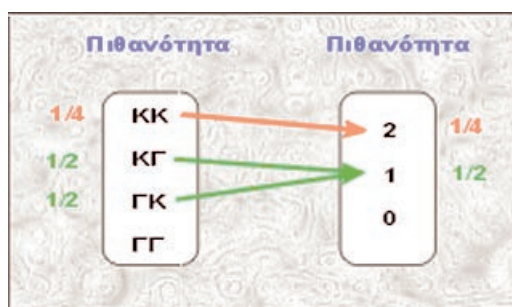 Πιθανότητα Πιθανότητα
1/4 ΚΚ 2 1/4
1/2 ΚΓ 1 1/2
1/2 ΓΚ 0
ΓΓ